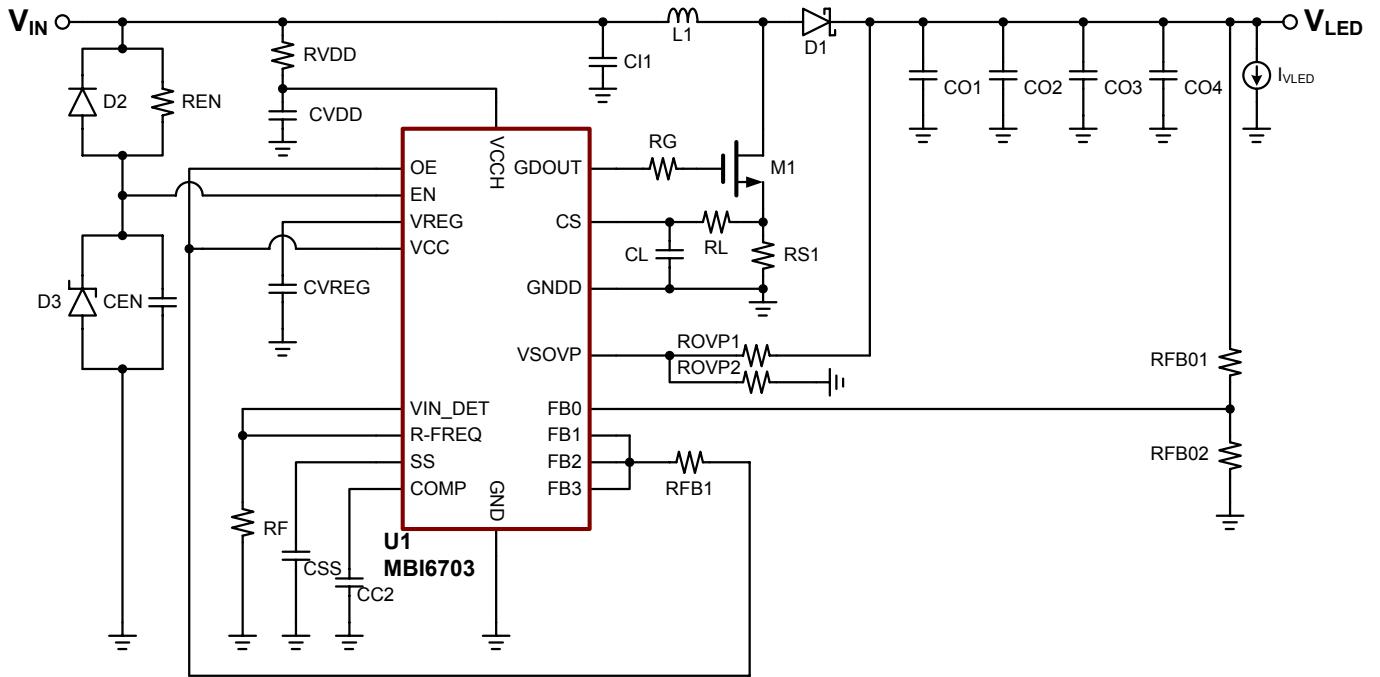 VIN
L1
D1
VLED
RVDD
CI1
D2
REN
CVDD
CO1
CO2
CO3
CO4
IVLED
VCCH
RG
OE
GDOUT
M1
EN
VREG
CS
VCC
CL
RL
RS1
D3
CEN
CVREG
GNDD
VSOVP
ROVP1
ROVP2
RFB01
VIN_DET
FB0
R-FREQ
FB1
SS
FB2
RFB02
COMP
FB3
RFB1
GND
RF
U1
MBI6703
CSS
CC2